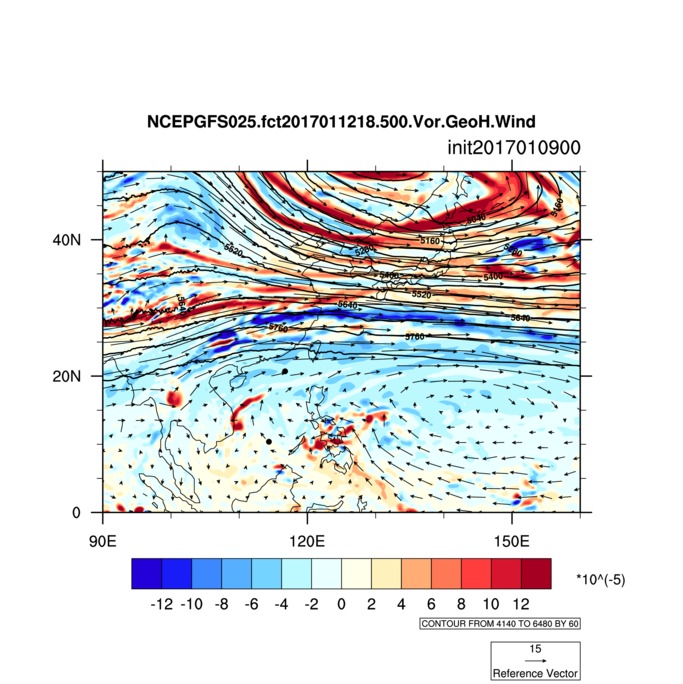 NCEPGFS025.fct2017011218.500.Vor.GeoH.Wind
init2017010900
40N
20N
0
90E 120E 150E
5520
5280
5160
5640
5400
5400
5520
5640
5640
5760
5760
-12 -10 -8 -6 -4 -2 0 2 4 6 8 10 12
*10^(-5)
CONTOUR FROM 4140 TO 6480 BY 60
15
Reference Vector